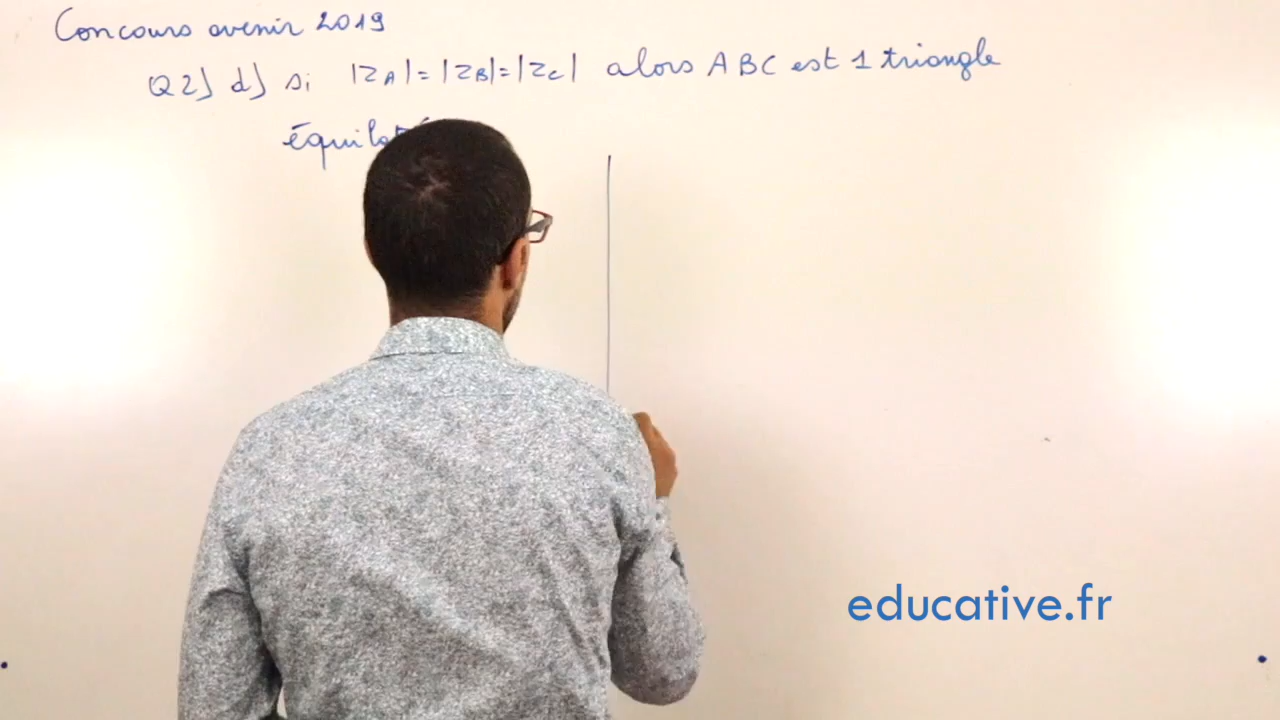 Concours avenir 2019
Q2) d) si |zA| = |zB| = |zC| alors ABC est 1 triangle
educative.fr